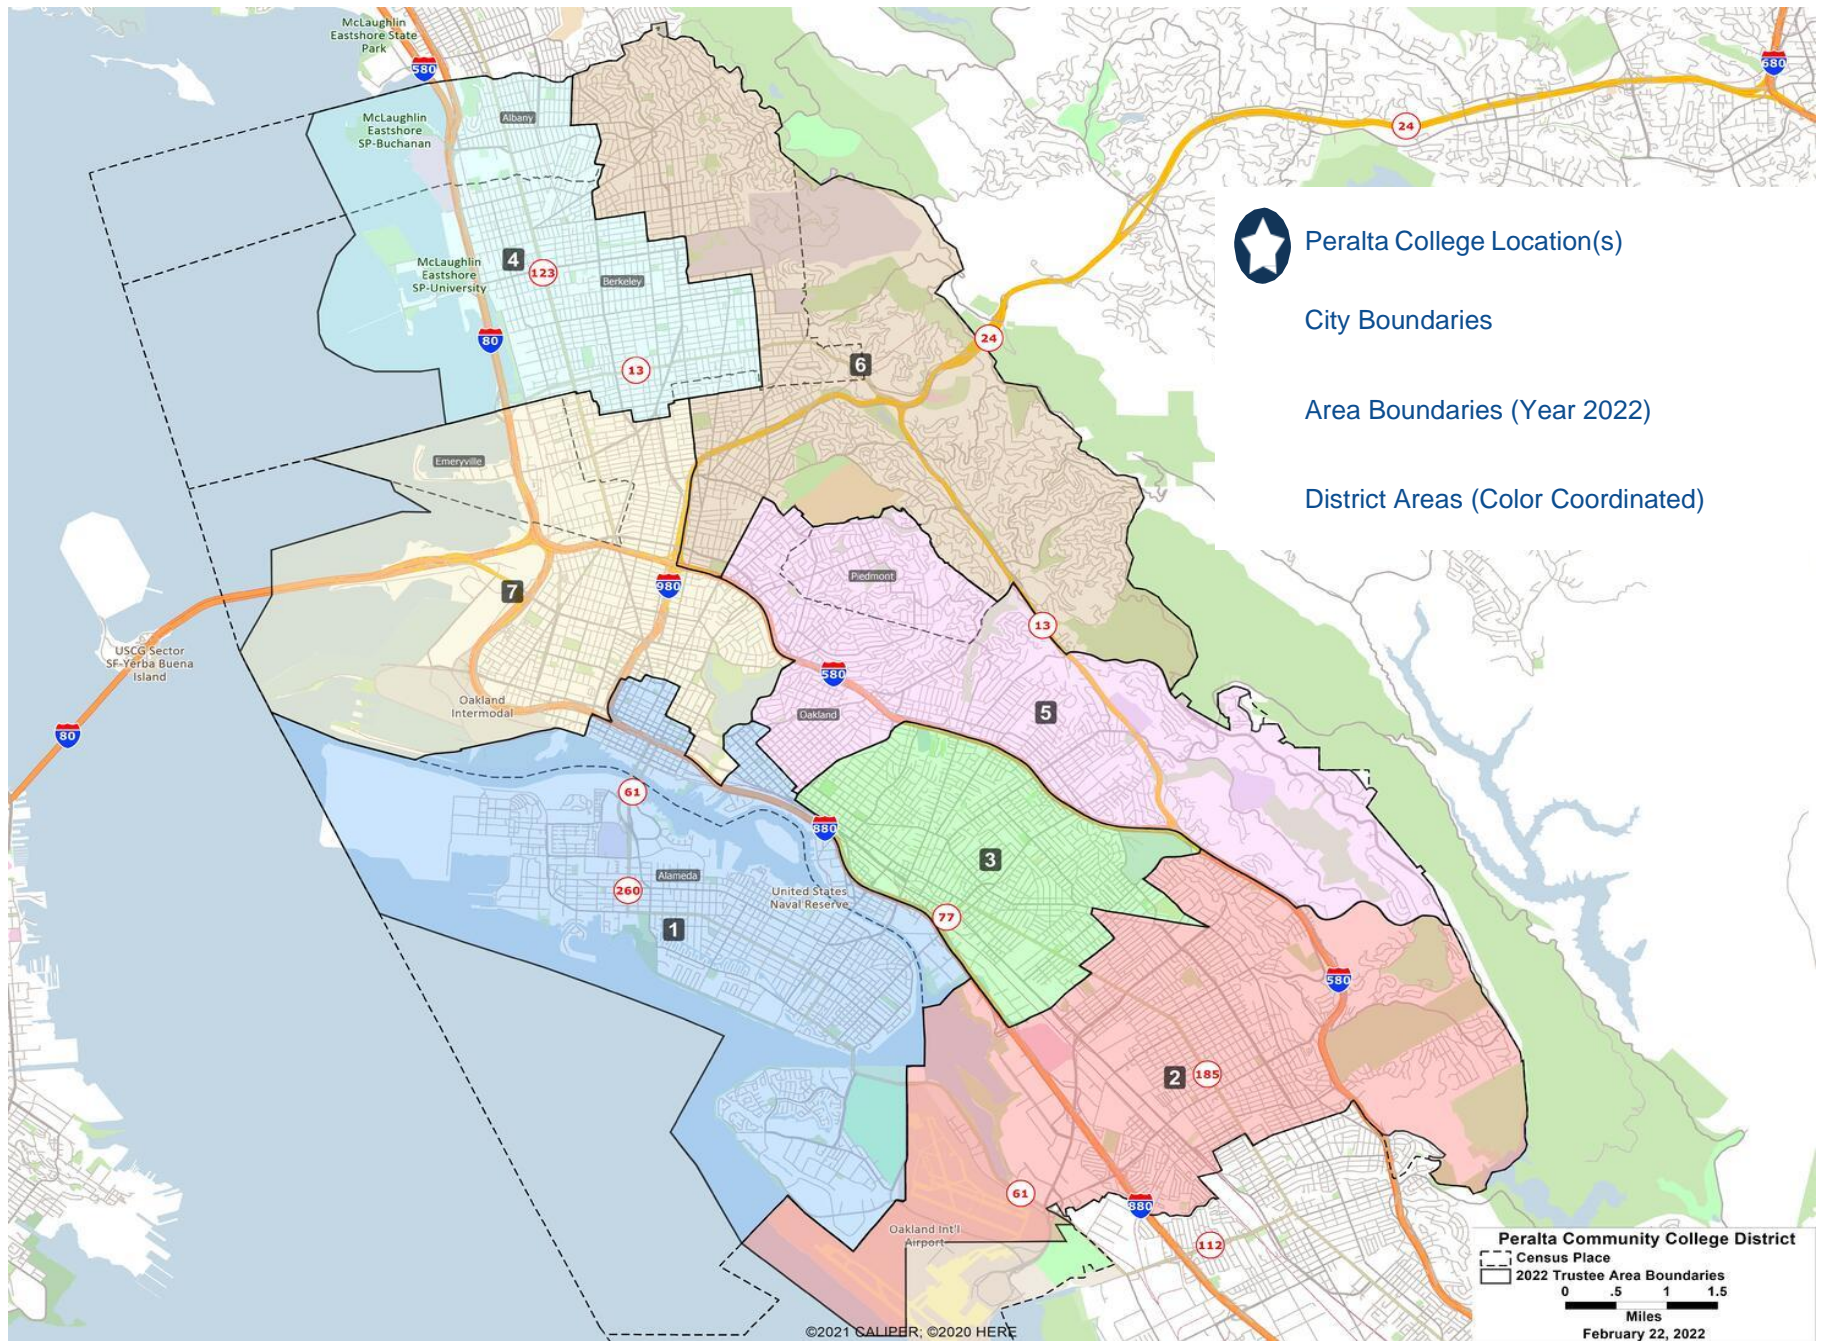 McLaughlin
Eastshore State
Park
580
680
McLaughlin
Eastshore
SP-Buchanan
Albany
24
Peralta College Location(s)
McLaughlin
Eastshore
SP-University
4
123
Berkeley
City Boundaries
80
24
13
6
Area Boundaries (Year 2022)
Emeryville
District Areas (Color Coordinated)
7
980
Piedmont
13
USCG Sector
SF-Yerba Buena
Island
580
Oakland
Intermodal
Oakland
5
80
61
880
3
Alameda
260
United States
Naval Reserve
77
1
580
2
185
61
880
Oakland Int'l
Airport
112
Peralta Community College District
Census Place
2022 Trustee Area Boundaries
0 .5 1 1.5
Miles
February 22, 2022
©2021 CALIPER; ©2020 HERE